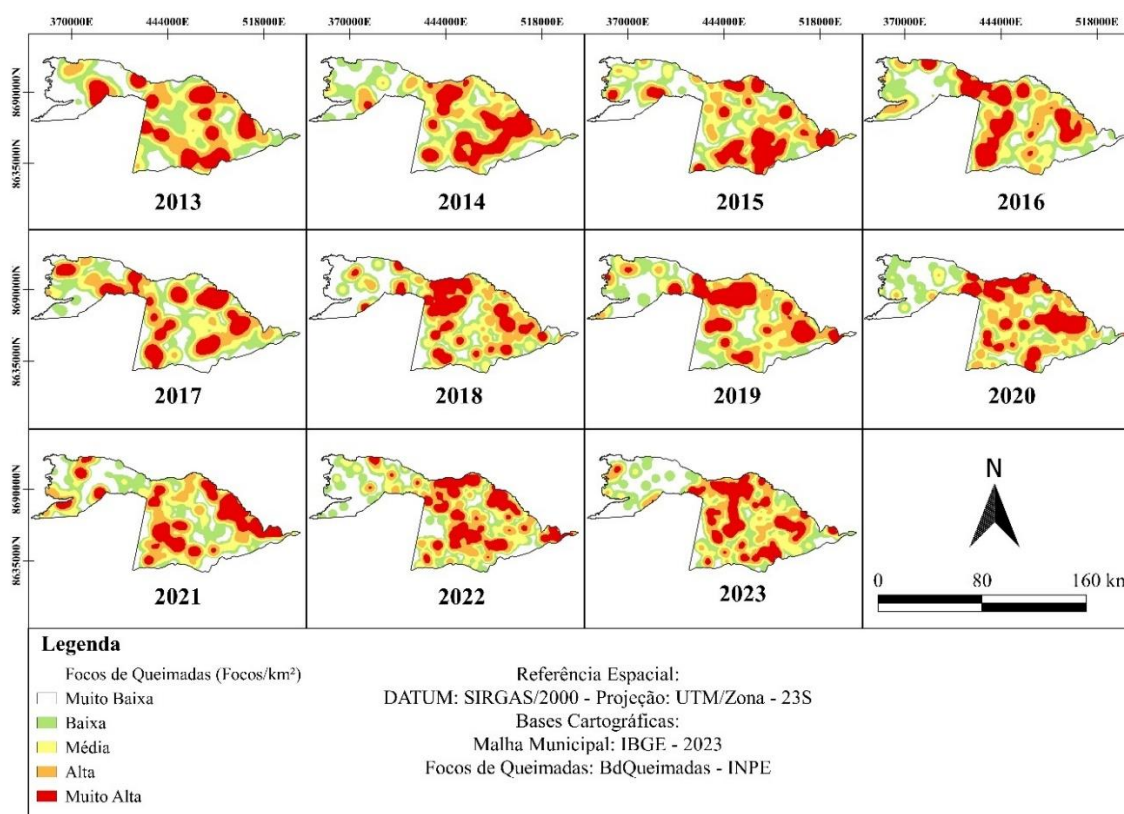 370000E 444000E 518000E 370000E 444000E 518000E 370000E 444000E 518000E 370000E 444000E 518000E
8690000N
8635000N
2013 2014 2015 2016
8690000N
8635000N
2017 2018 2019 2020
8690000N
8635000N
2021 2022 2023
N
0 80 160 km
Legenda
Focos de Queimadas (Focos/km²)
Muito Baixa
Baixa
Média
Alta
Muito Alta
Referência Espacial:
DATUM: SIRGAS/2000 - Projeção: UTM/Zona - 23S
Bases Cartográficas:
Malha Municipal: IBGE - 2023
Focos de Queimadas: BdQueimadas - INPE